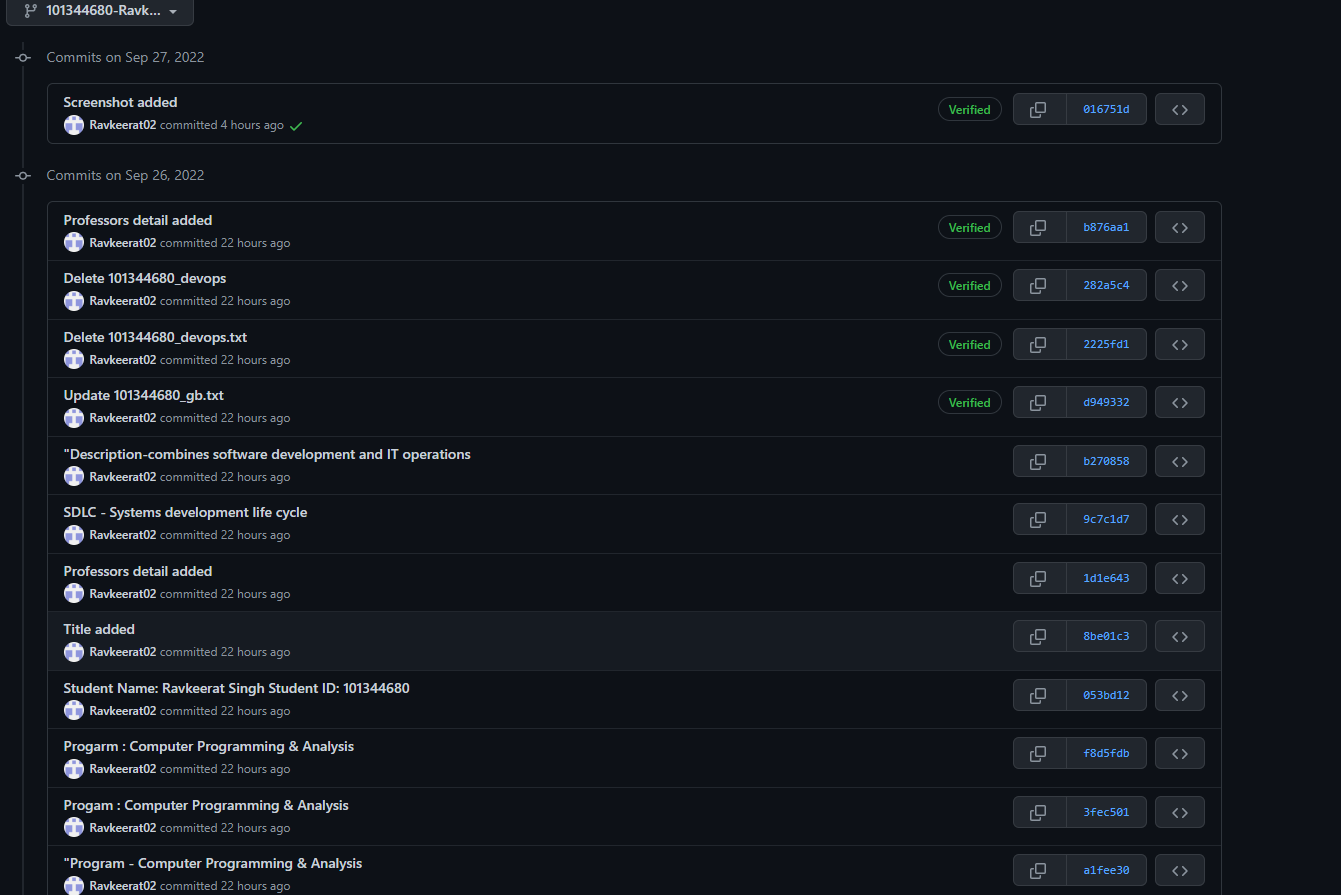 101344680-Ravk...
Commits on Sep 27, 2022
Screenshot added
Ravkeerat02 committed 4 hours ago
Verified
016751d
Commits on Sep 26, 2022
Professors detail added
Ravkeerat02 committed 22 hours ago
Verified
b876aa1
Delete 101344680_devops
Ravkeerat02 committed 22 hours ago
Verified
282a5c4
Delete 101344680_devops.txt
Ravkeerat02 committed 22 hours ago
Verified
2225fd1
Update 101344680_gb.txt
Ravkeerat02 committed 22 hours ago
Verified
d949332
"Description-combines software development and IT operations
Ravkeerat02 committed 22 hours ago
b270858
SDLC - Systems development life cycle
Ravkeerat02 committed 22 hours ago
9c7c1d7
Professors detail added
Ravkeerat02 committed 22 hours ago
1d1e643
Title added
Ravkeerat02 committed 22 hours ago
8be01c3
Student Name: Ravkeerat Singh Student ID: 101344680
Ravkeerat02 committed 22 hours ago
053bd12
Progarm : Computer Programming & Analysis
Ravkeerat02 committed 22 hours ago
f8d5fdb
Progam : Computer Programming & Analysis
Ravkeerat02 committed 22 hours ago
3fec501
"Program - Computer Programming & Analysis
Ravkeerat02 committed 22 hours ago
a1fee30